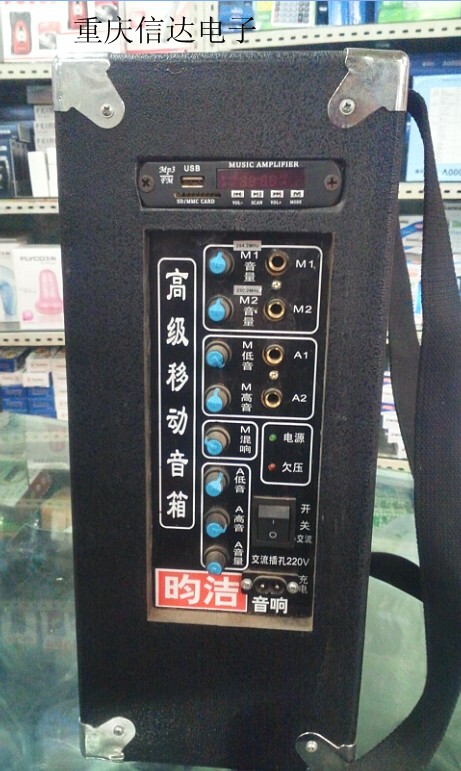 重庆信达电子
Mp3
FM
USB
MUSIC AMPLIFIER
SD/MMC CARD
VOL- SCAN VOL+ MODE
高级移动音箱
M1
音量
M1
M2
音量
M2
M
低音
A1
M
高音
A2
M
混响
电源
欠压
A
低音
A
高音
A
音量
开
关
交流
交流插孔220V
充电
昀洁
音响
FLYCO